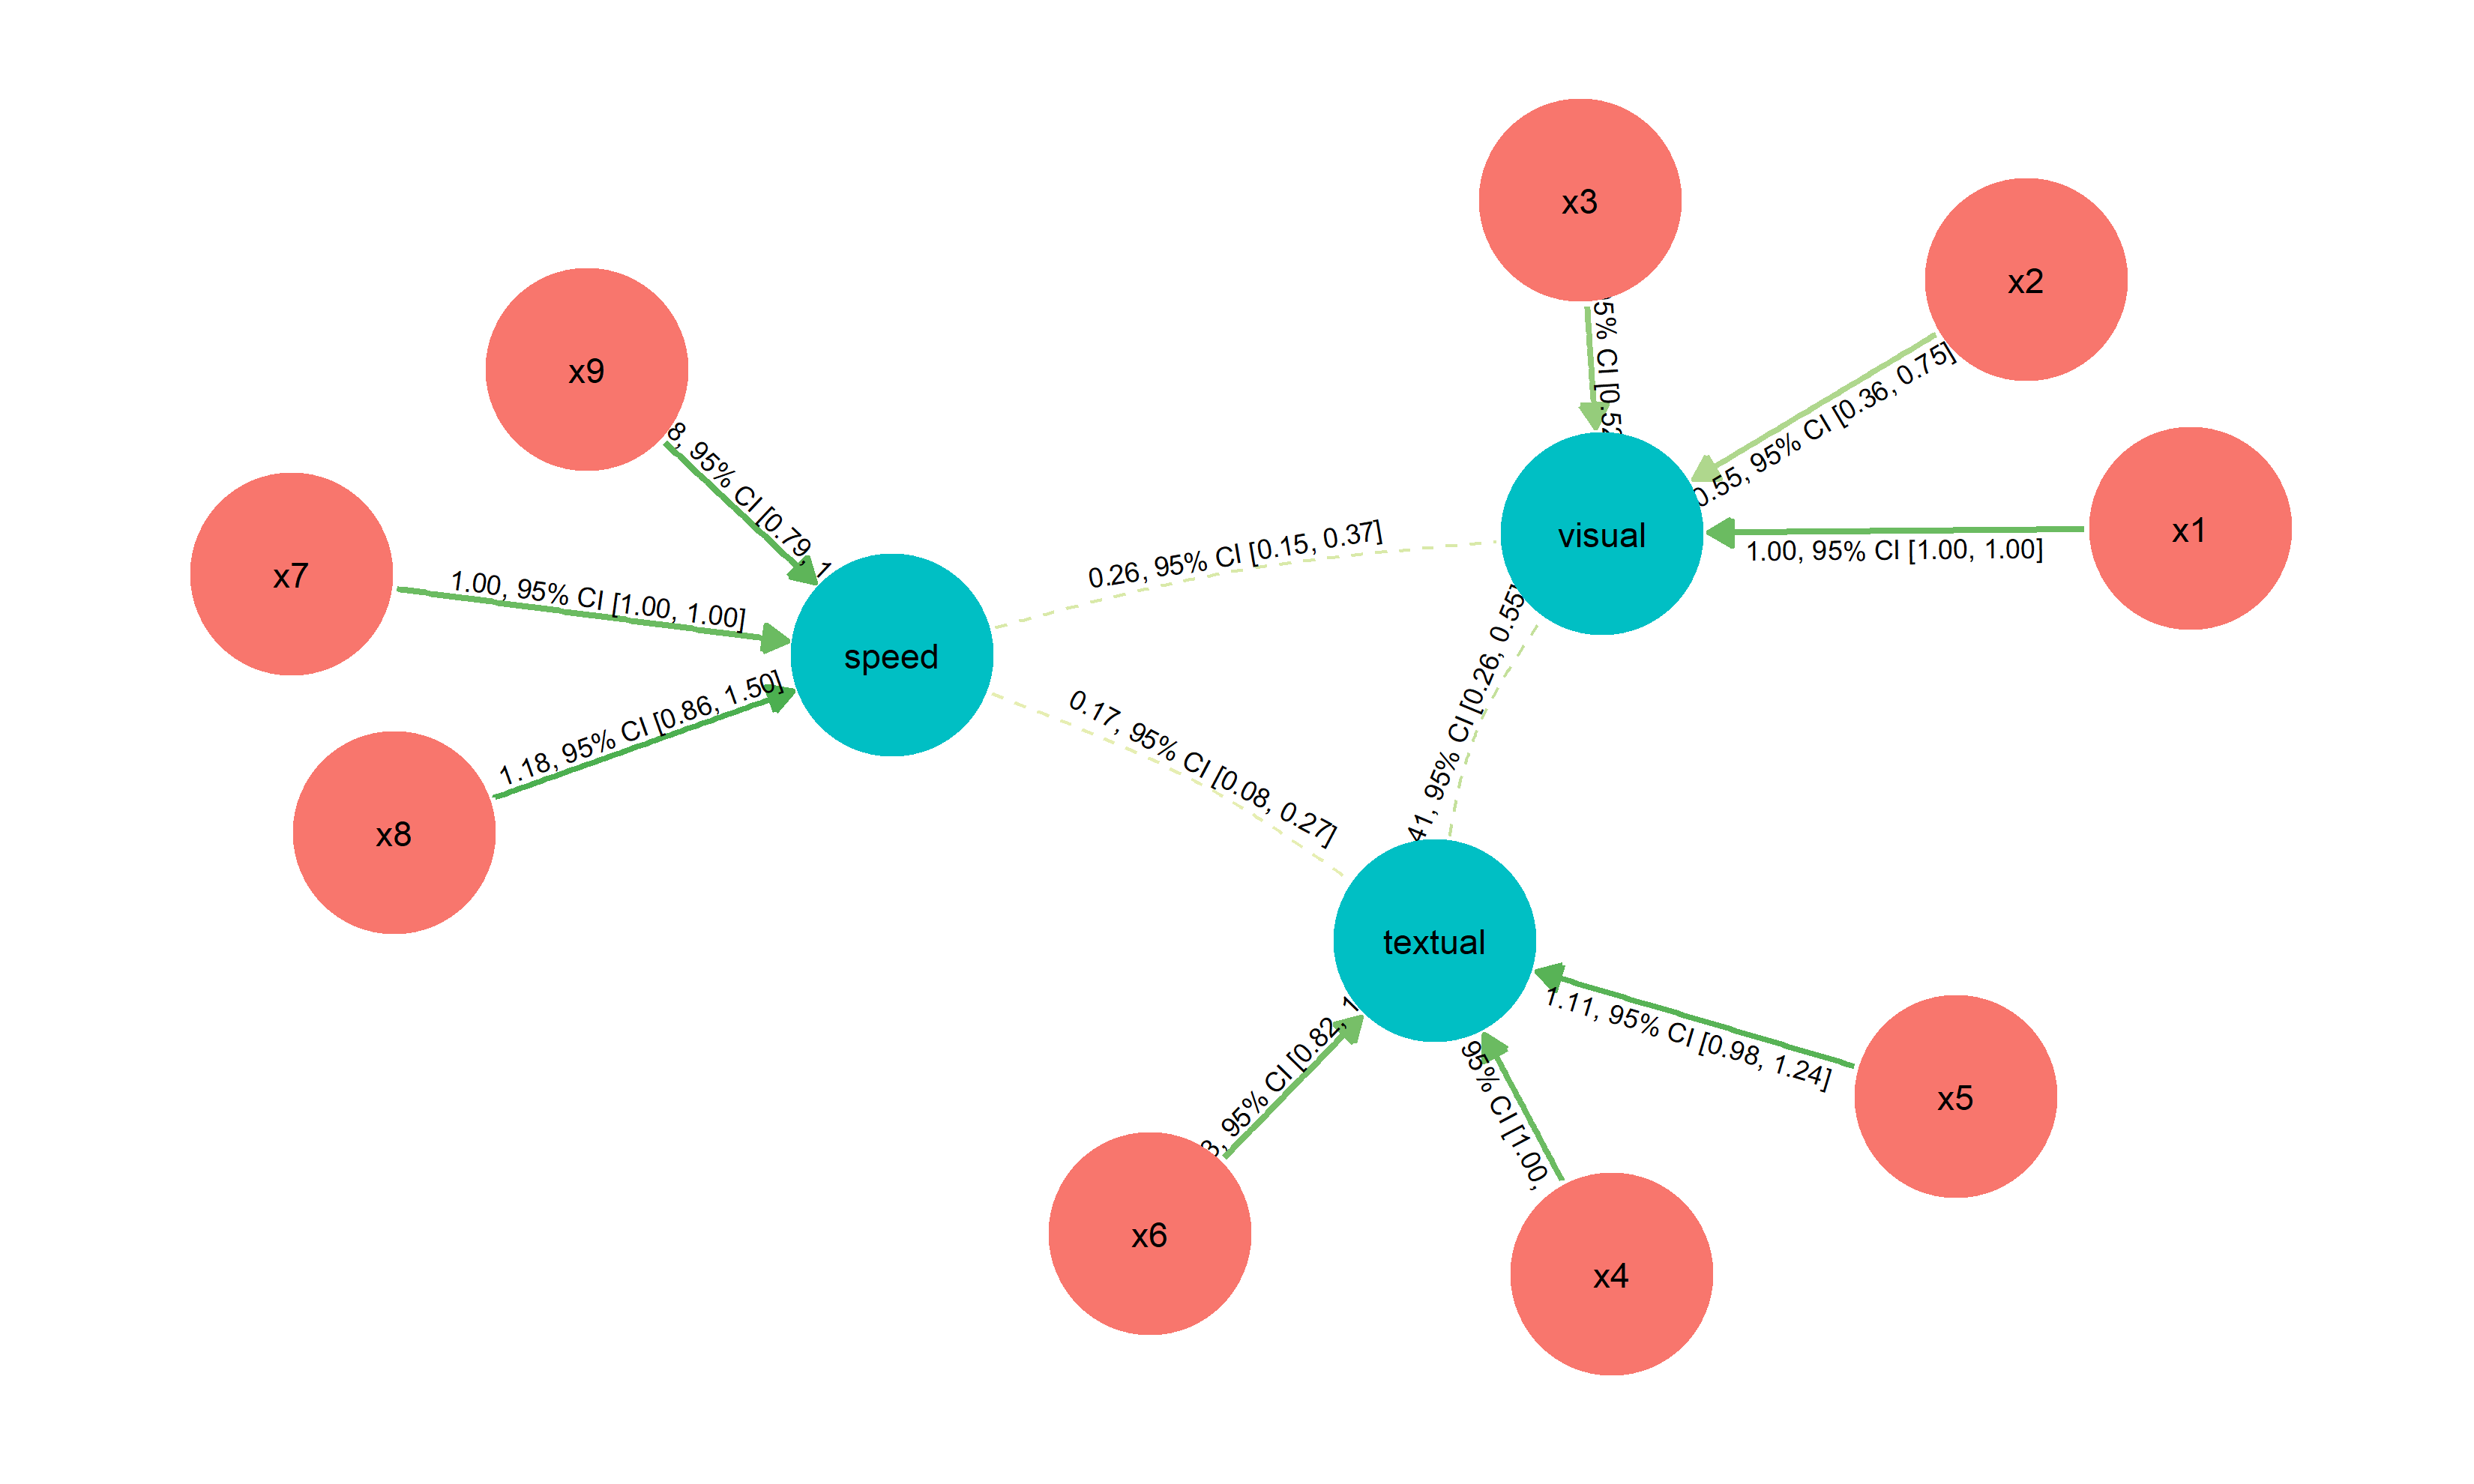 x3
x2
5% CI [0.52
x9
0.55, 95% CI [0.36, 0.75]
8, 95% CI [0.79, 1
visual
x1
1.00, 95% CI [1.00, 1.00]
0.26, 95% CI [0.15, 0.37]
x7
1.00, 95% CI [1.00, 1.00]
speed
41, 95% CI [0.26, 0.55]
1.18, 95% CI [0.86, 1.50]
0.17, 95% CI [0.08, 0.27]
x8
textual
1.11, 95% CI [0.98, 1.24]
3, 95% CI [0.82, 1
95% CI [1.00,
x5
x6
x4